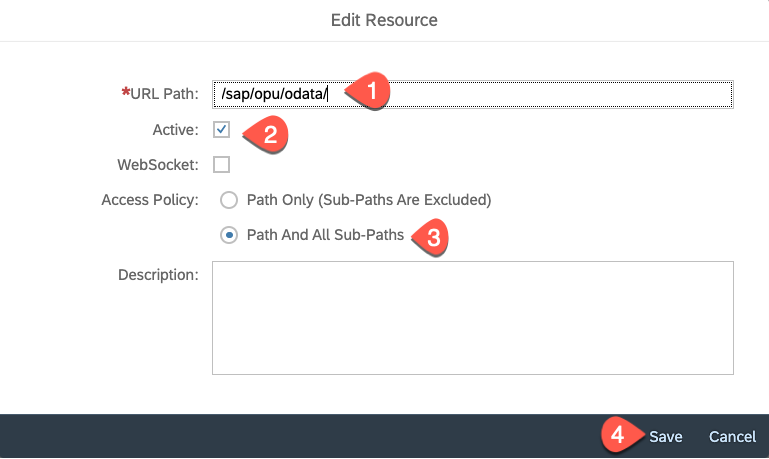 Edit Resource
*URL Path: /sap/opu/odata/ 1
Active: 2
WebSocket:
Access Policy: Path Only (Sub-Paths Are Excluded)
Path And All Sub-Paths 3
Description:
4 Save Cancel